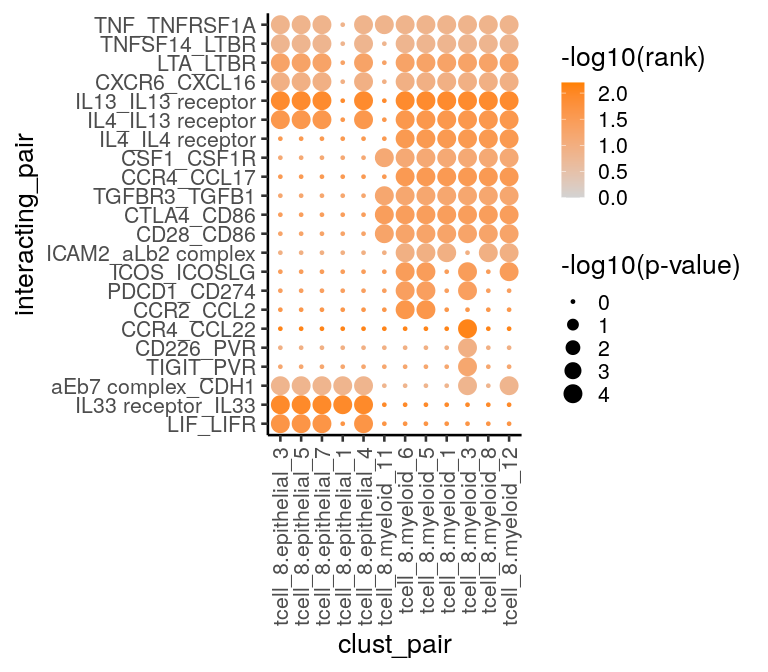 interacting_pair
TNF_TNFRSF1A
TNFSF14_LTBR
LTA_LTBR
CXCR6_CXCL16
IL13_IL13 receptor
IL4_IL13 receptor
IL4_IL4 receptor
CSF1_CSF1R
CCR4_CCL17
TGFBR3_TGFB1
CTLA4_CD86
CD28_CD86
ICAM2_aLb2 complex
ICOS_ICOSLG
PDCD1_CD274
CCR2_CCL2
CCR4_CCL22
CD226_PVR
TIGIT_PVR
aEb7 complex_CDH1
IL33 receptor_IL33
LIF_LIFR
tcell_8.epithelial_3
tcell_8.epithelial_5
tcell_8.epithelial_7
tcell_8.epithelial_1
tcell_8.epithelial_4
tcell_8.myeloid_11
tcell_8.myeloid_6
tcell_8.myeloid_5
tcell_8.myeloid_1
tcell_8.myeloid_3
tcell_8.myeloid_8
tcell_8.myeloid_12
clust_pair
-log10(rank)
2.0
1.5
1.0
0.5
0.0
-log10(p-value)
0
1
2
3
4